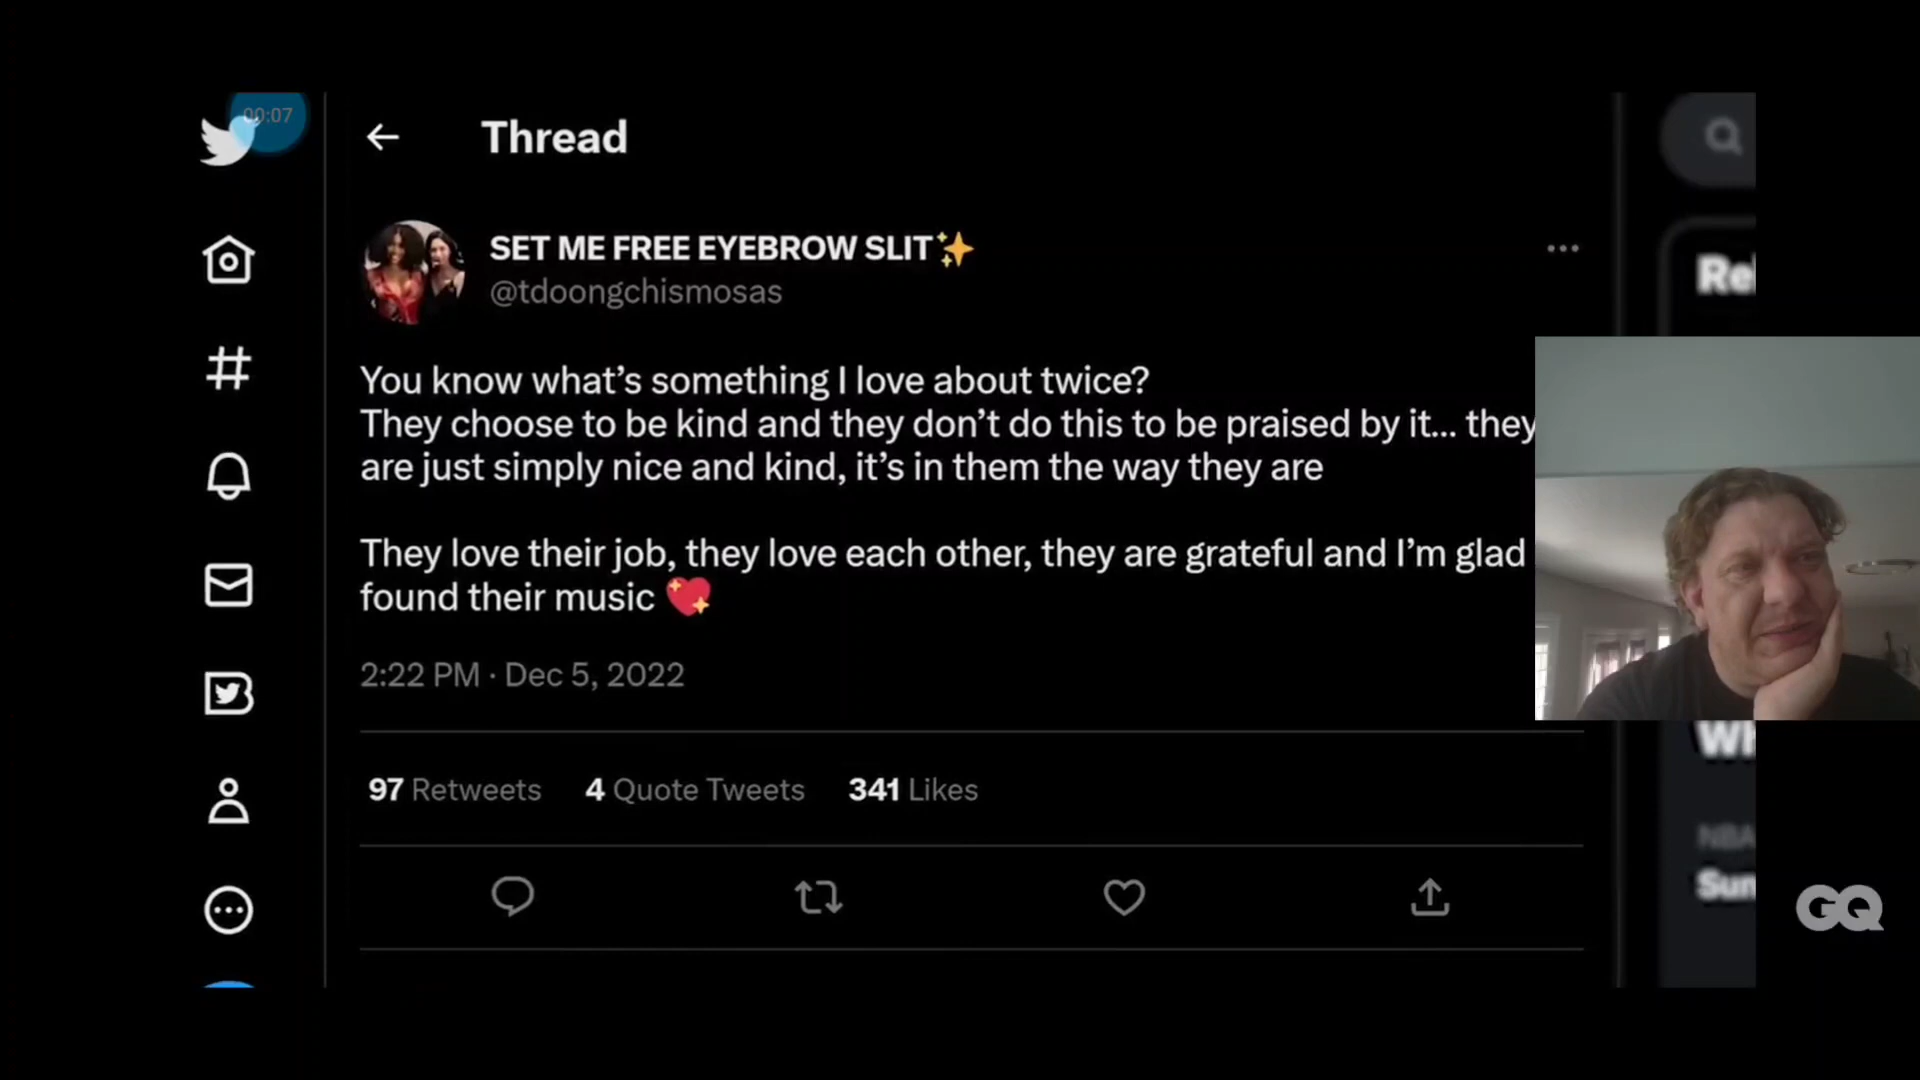 00:07
Thread
SET ME FREE EYEBROW SLIT✨
@tdoongchismosas
You know what's something I love about twice?
They choose to be kind and they don't do this to be praised by it... they
are just simply nice and kind, it's in them the way they are
They love their job, they love each other, they are grateful and I'm glad
found their music 💖
2:22 PM · Dec 5, 2022
97 Retweets 4 Quote Tweets 341 Likes
GQ